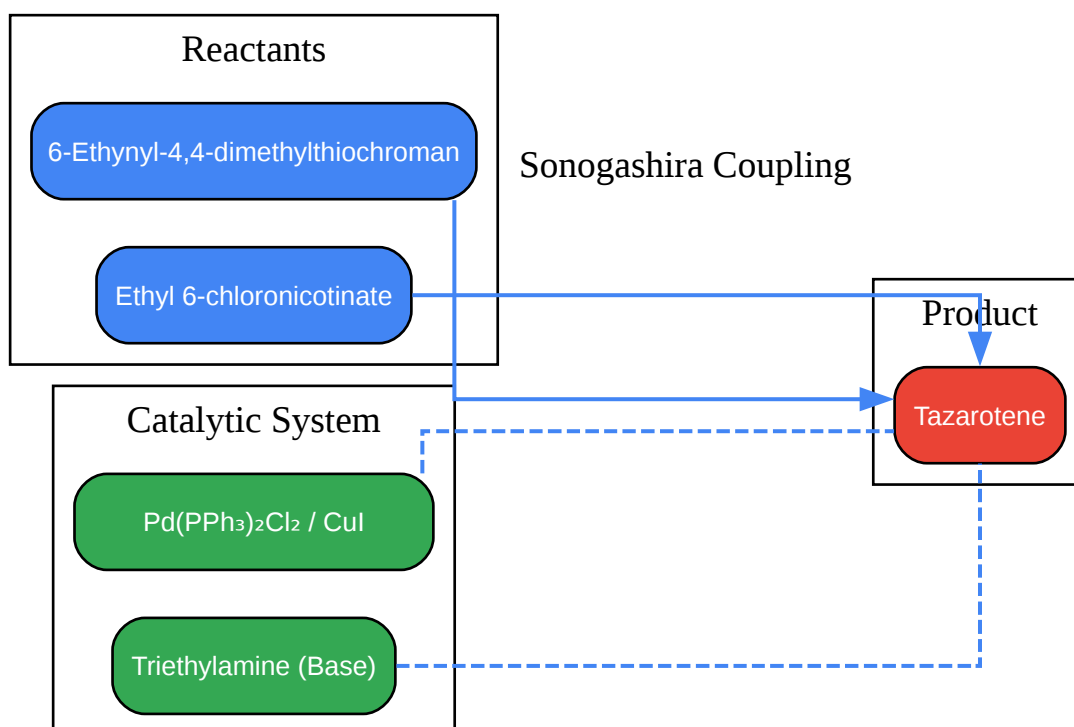 Reactants
6-Ethynyl-4,4-dimethylthiochroman
Sonogashira Coupling
Ethyl 6-chloronicotinate
Product
Tazarotene
Catalytic System
Pd(PPh₃)₂Cl₂ / CuI
Triethylamine (Base)